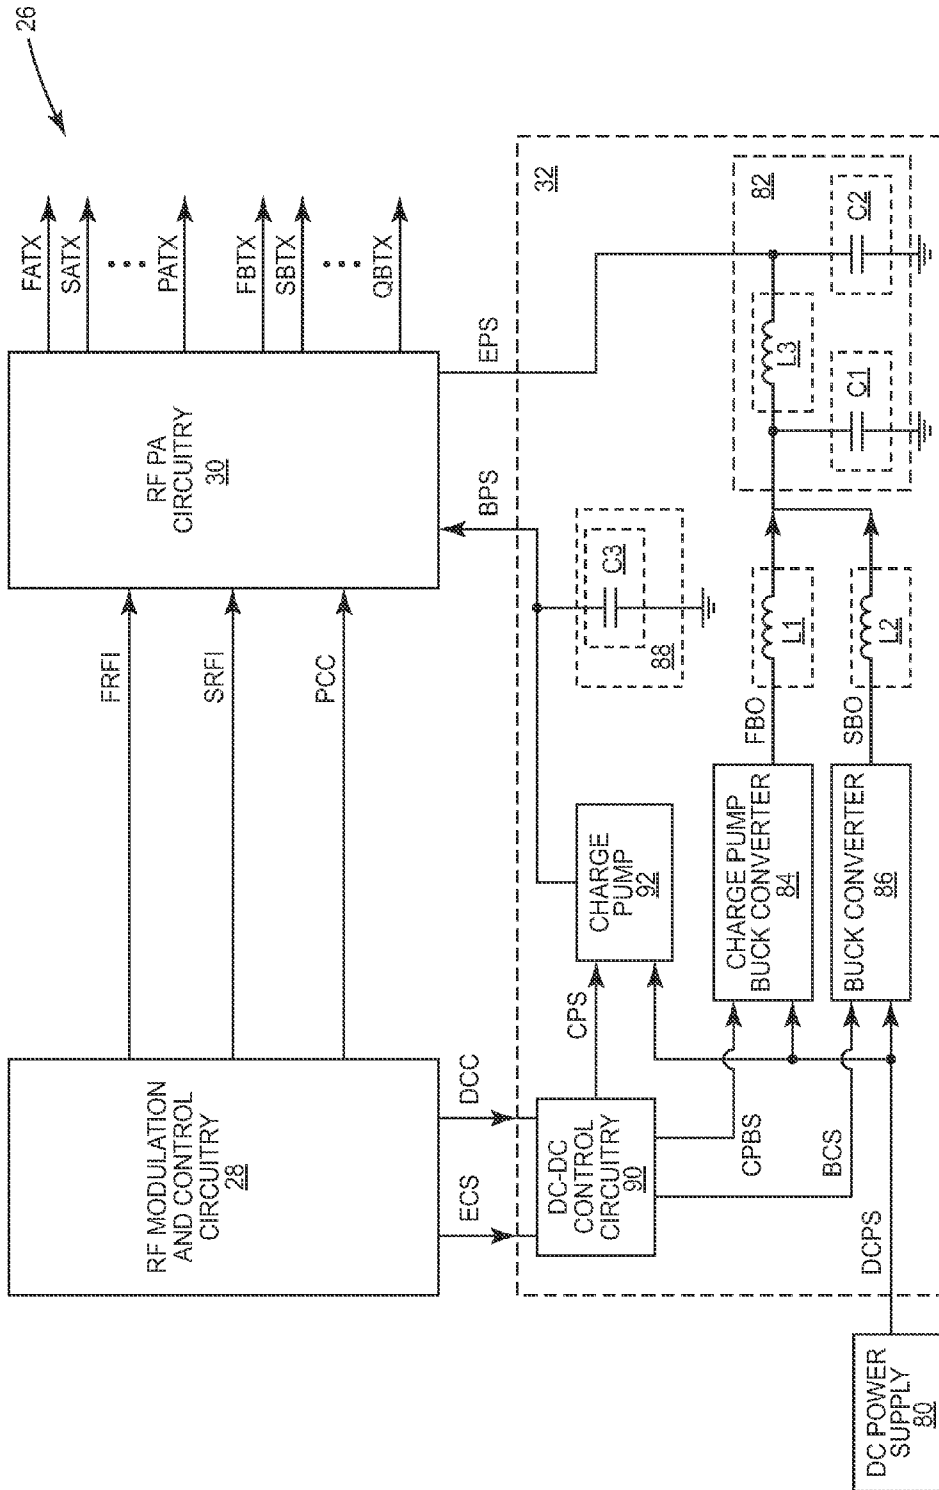 26
RF MODULATION
AND CONTROL
CIRCUITRY
28
FRFI
SRFI
PCC
RF PA
CIRCUITRY
30
FATX
SATX
PATX
FBTX
SBTX
QBTX
ECS
DCC
BPS
EPS
32
DC-DC
CONTROL
CIRCUITRY
90
CPS
CHARGE
PUMP
92
C3
88
CPBS
BCS
CHARGE PUMP
BUCK CONVERTER
84
FBO
L1
BUCK CONVERTER
86
SBO
L2
82
L3
C1
C2
DCPS
DC POWER
SUPPLY
80